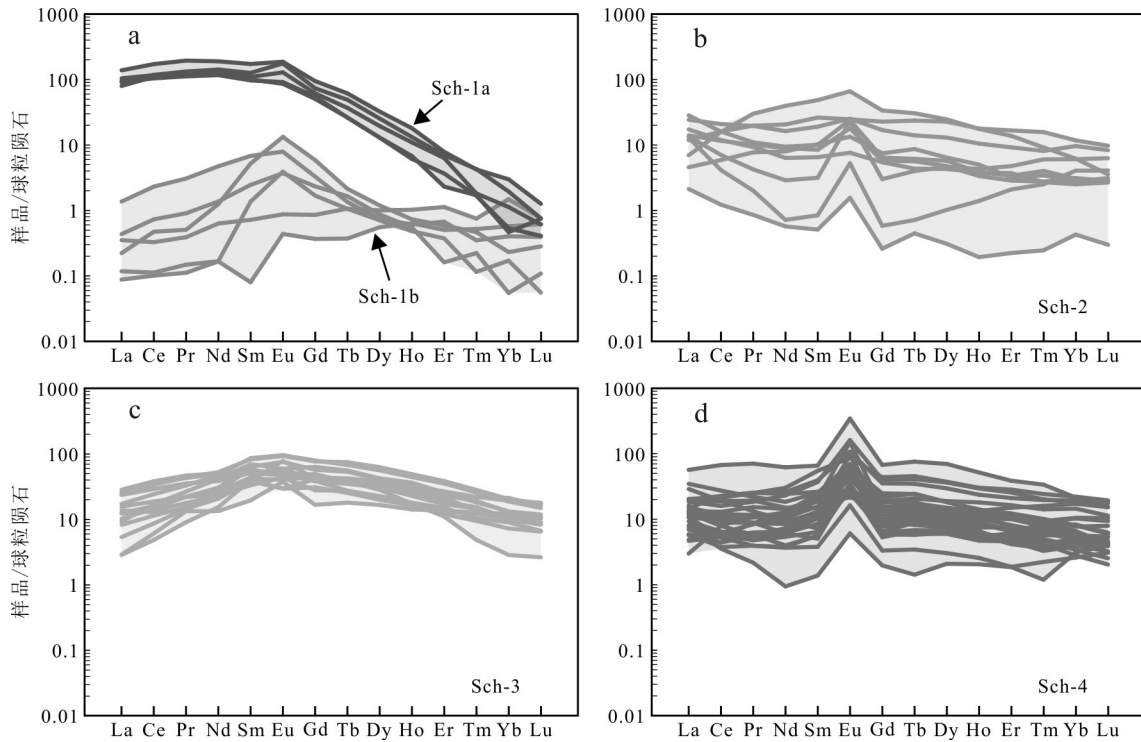 a
1000
100
10
1
0.1
0.01
样品/球粒陨石
Sch-1a
Sch-1b
La Ce Pr Nd Sm Eu Gd Tb Dy Ho Er Tm Yb Lu
b
1000
100
10
1
0.1
0.01
Sch-2
La Ce Pr Nd Sm Eu Gd Tb Dy Ho Er Tm Yb Lu
c
1000
100
10
1
0.1
0.01
样品/球粒陨石
Sch-3
La Ce Pr Nd Sm Eu Gd Tb Dy Ho Er Tm Yb Lu
d
1000
100
10
1
0.1
0.01
Sch-4
La Ce Pr Nd Sm Eu Gd Tb Dy Ho Er Tm Yb Lu